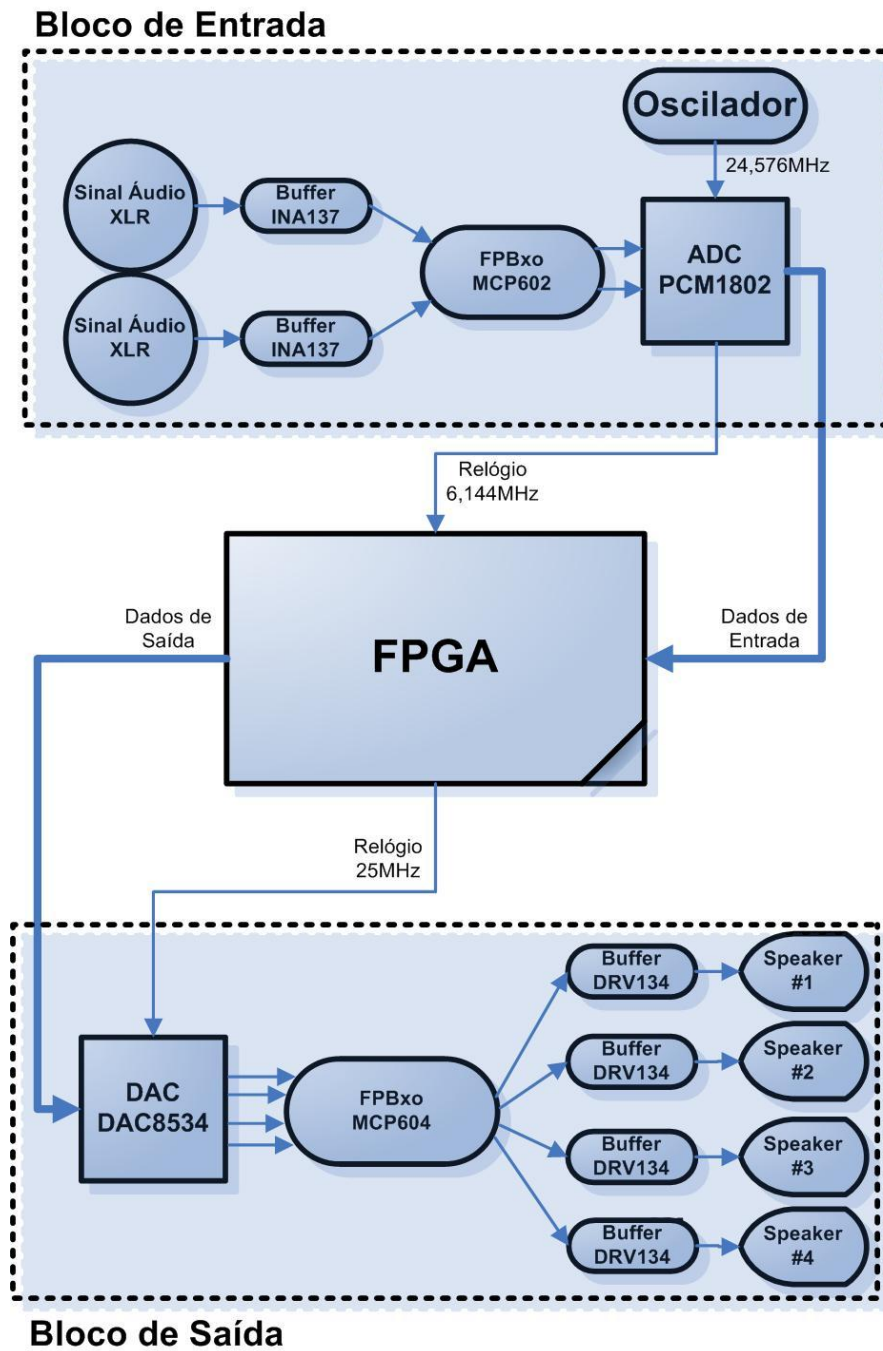 Bloco de Entrada
Oscilador
24,576MHz
Sinal Áudio
XLR
Buffer
INA137
FPBxo
MCP602
ADC
PCM1802
Sinal Áudio
XLR
Buffer
INA137
Relógio
6,144MHz
Dados de
Saída
FPGA
Dados de
Entrada
Relógio
25MHz
Buffer
DRV134
Speaker
#1
Buffer
DRV134
Speaker
#2
DAC
DAC8534
FPBxo
MCP604
Buffer
DRV134
Speaker
#3
Buffer
DRV134
Speaker
#4
Bloco de Saída